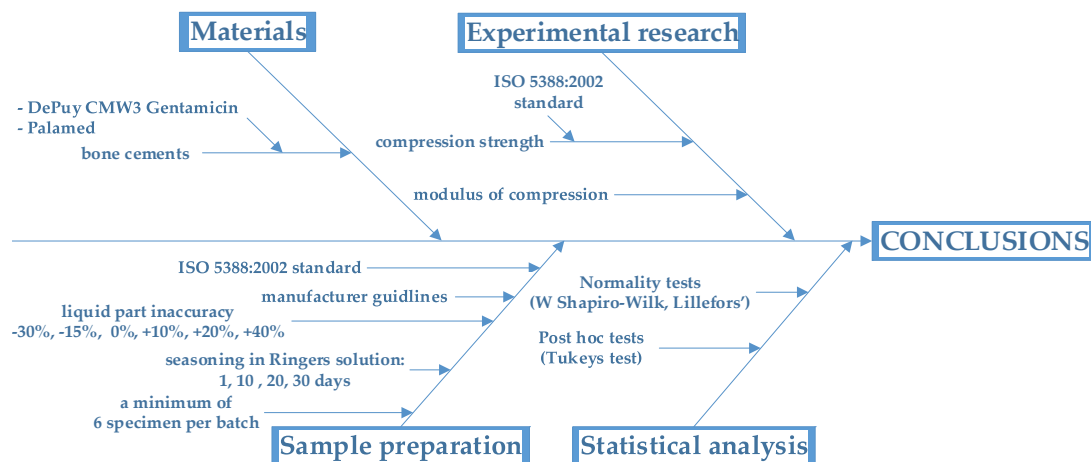 Materials
- DePuy CMW3 Gentamicin
- Palamed
bone cements
Experimental research
ISO 5388:2002
standard
compression strength
modulus of compression
CONCLUSIONS
ISO 5388:2002 standard
manufacturer guidlines
liquid part inaccuracy
-30%, -15%, 0%, +10%, +20%, +40%
seasoning in Ringers solution:
1, 10 , 20, 30 days
a minimum of
6 specimen per batch
Sample preparation
Normality tests
(W Shapiro-Wilk, Lillefors’)
Post hoc tests
(Tukeys test)
Statistical analysis